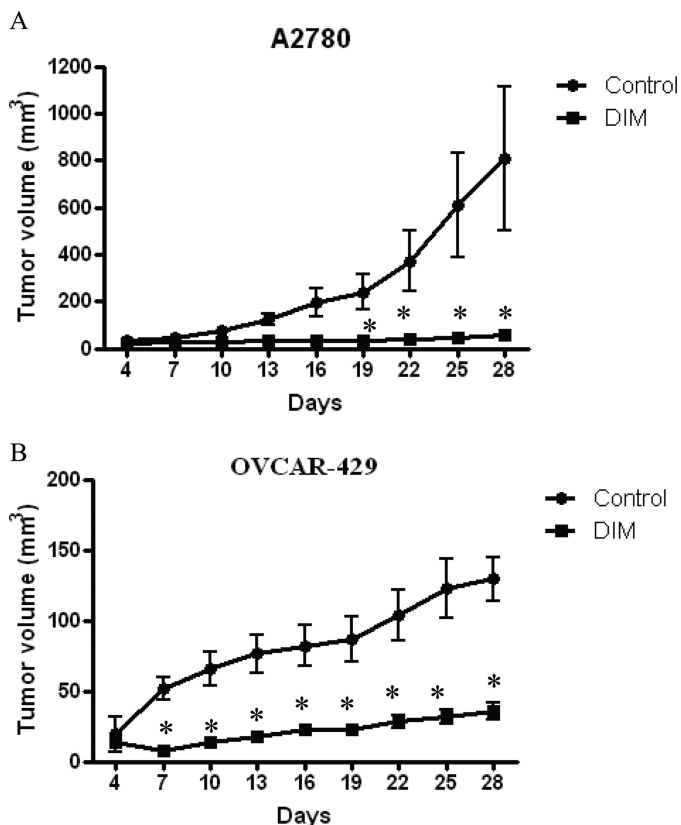 A
A2780
1200
1000
800
600
400
200
0
Tumor volume (mm³)
* * * *
4 7 10 13 16 19 22 25 28
Days
Control
DIM
B
OVCAR-429
200
150
100
50
0
Tumor volume (mm³)
* * * * * * * *
4 7 10 13 16 19 22 25 28
Days
Control
DIM